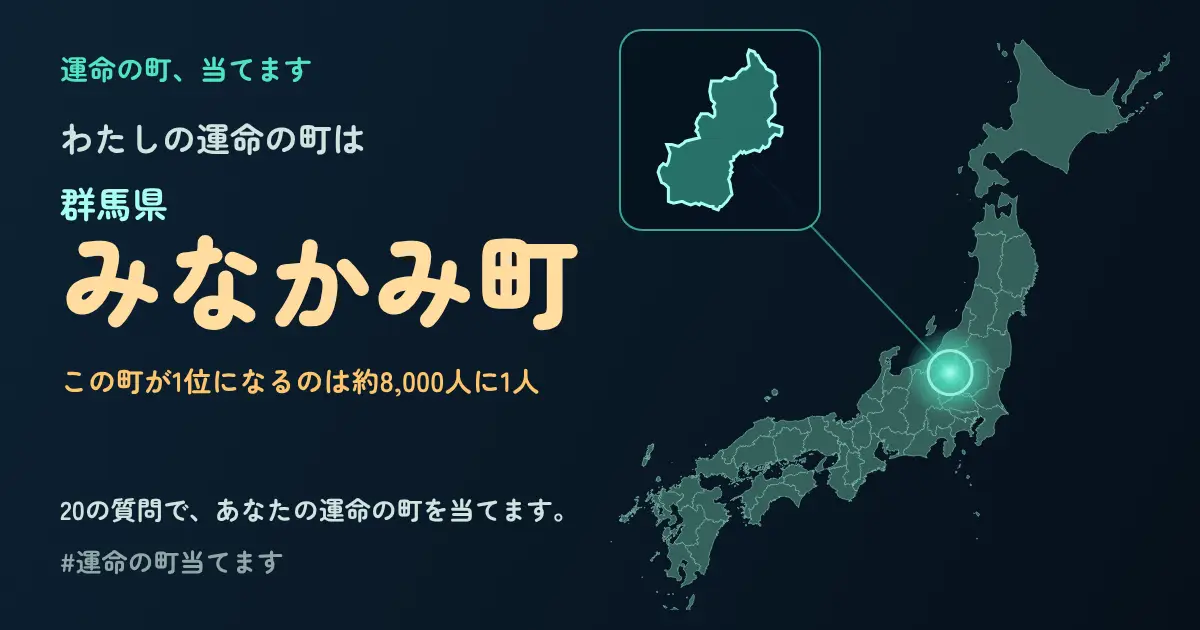 運命の町、当てます
わたしの運命の町は
群馬県
みなかみ町
この町が1位になるのは約8,000人に1人
20の質問で、あなたの運命の町を当てます。
#運命の町当てます